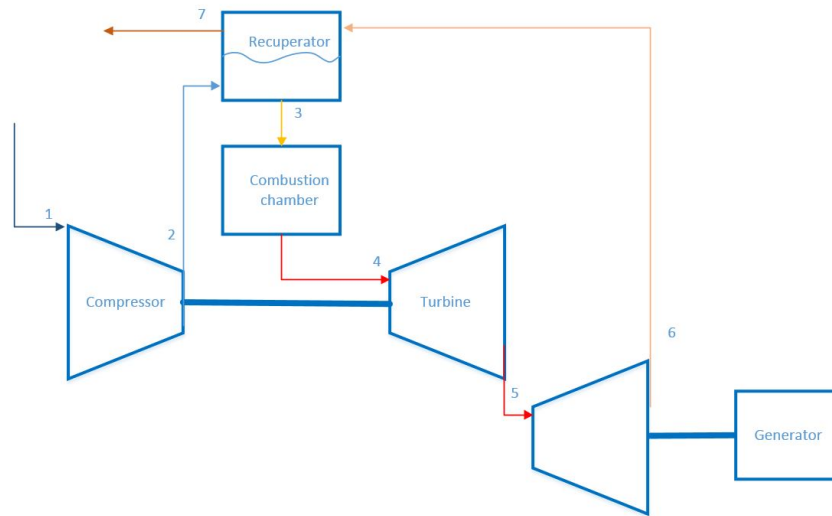 7
Recuperator
3
Combustion
chamber
1
2
4
Compressor
Turbine
6
5
Generator